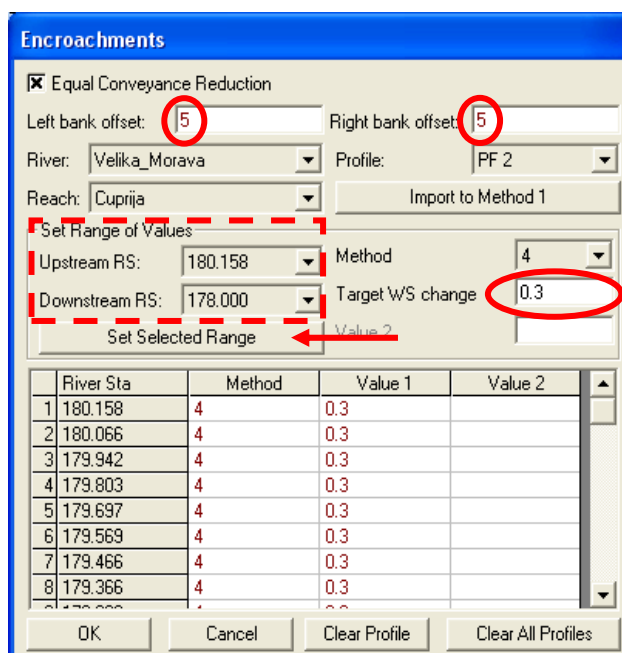 Encroachments
Equal Conveyance Reduction
Left bank offset: 5 Right bank offset: 5
River: Velika_Morava Profile: PF 2
Reach: Cuprija Import to Method 1
Set Range of Values
Upstream RS: 180.158 Method 4
Downstream RS: 178.000 Target WS change 0.3
Set Selected Range Value 2
River Sta Method Value 1 Value 2
1 180.158 4 0.3
2 180.066 4 0.3
3 179.942 4 0.3
4 179.803 4 0.3
5 179.697 4 0.3
6 179.569 4 0.3
7 179.466 4 0.3
8 179.366 4 0.3
OK Cancel Clear Profile Clear All Profiles